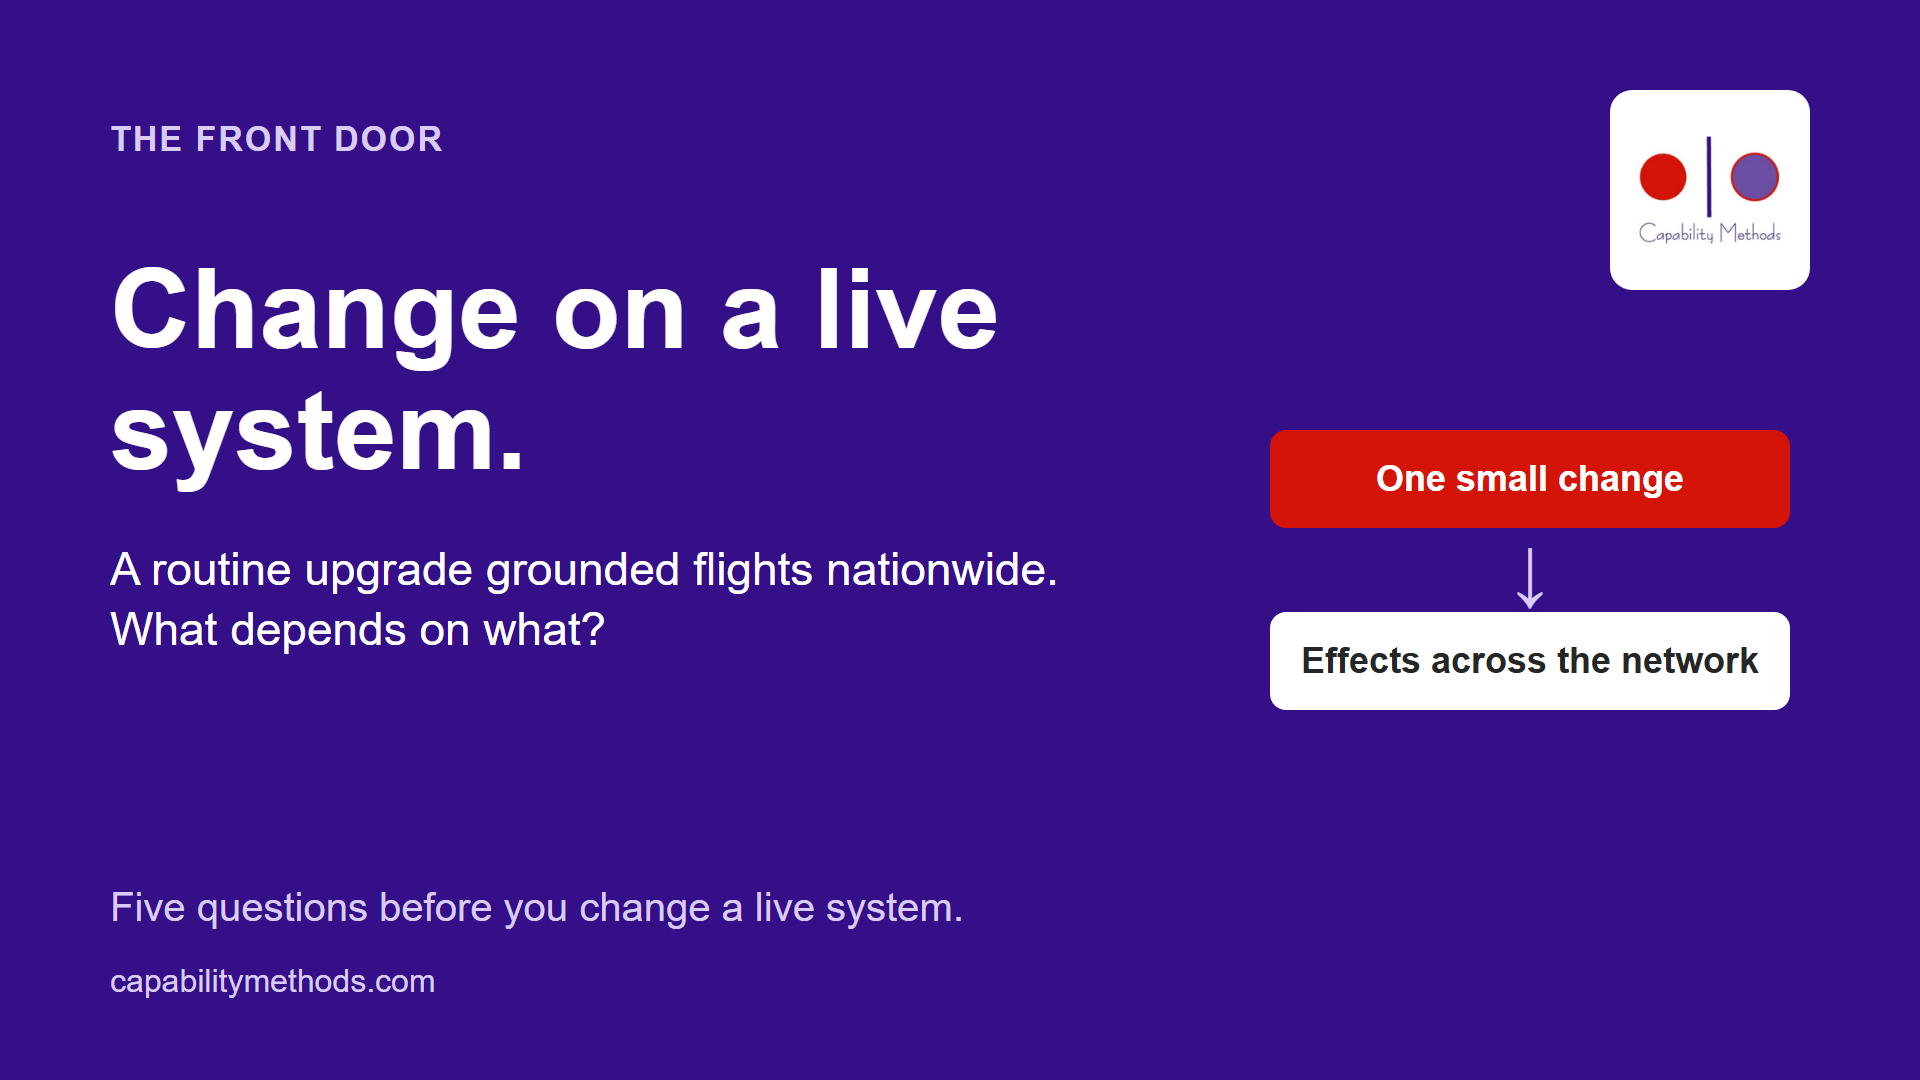 THE FRONT DOOR
Capability Methods
Change on a live
system.
A routine upgrade grounded flights nationwide.
What depends on what?
One small change
Effects across the network
Five questions before you change a live system.
capabilitymethods.com